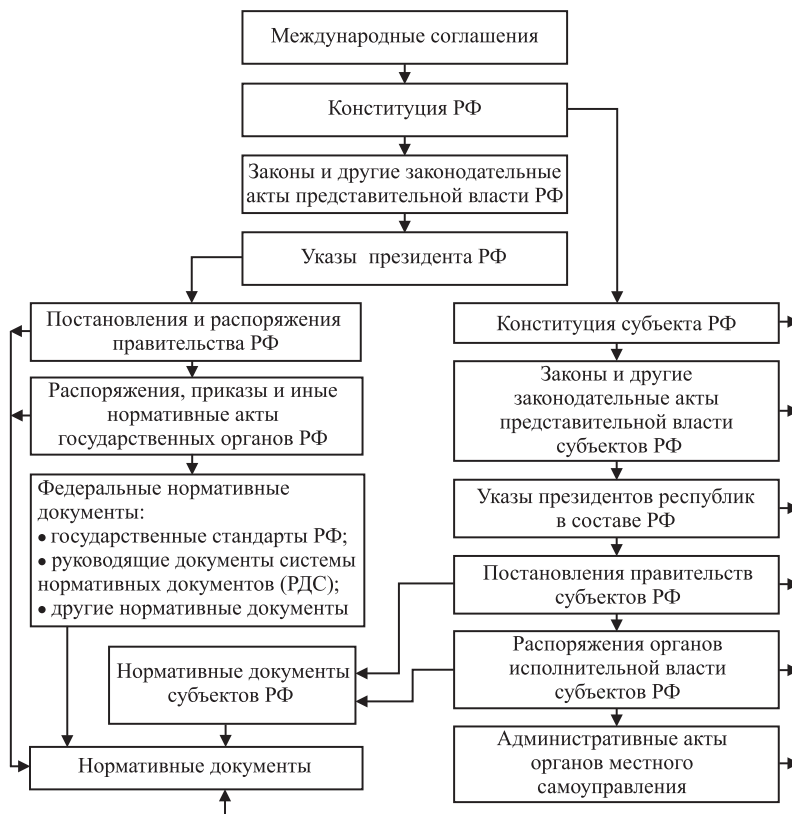 Международные соглашения
Конституция РФ
Законы и другие законодательные
акты представительной власти РФ
Указы президента РФ
Постановления и распоряжения
правительства РФ
Распоряжения, приказы и иные
нормативные акты
государственных органов РФ
Федеральные нормативные
документы:
• государственные стандарты РФ;
• руководящие документы системы
нормативных документов (РДС);
• другие нормативные документы
Нормативные документы
субъектов РФ
Нормативные документы
Конституция субъекта РФ
Законы и другие
законодательные акты
представительной власти
субъектов РФ
Указы президентов республик
в составе РФ
Постановления правительств
субъектов РФ
Распоряжения органов
исполнительной власти
субъектов РФ
Административные акты
органов местного
самоуправления